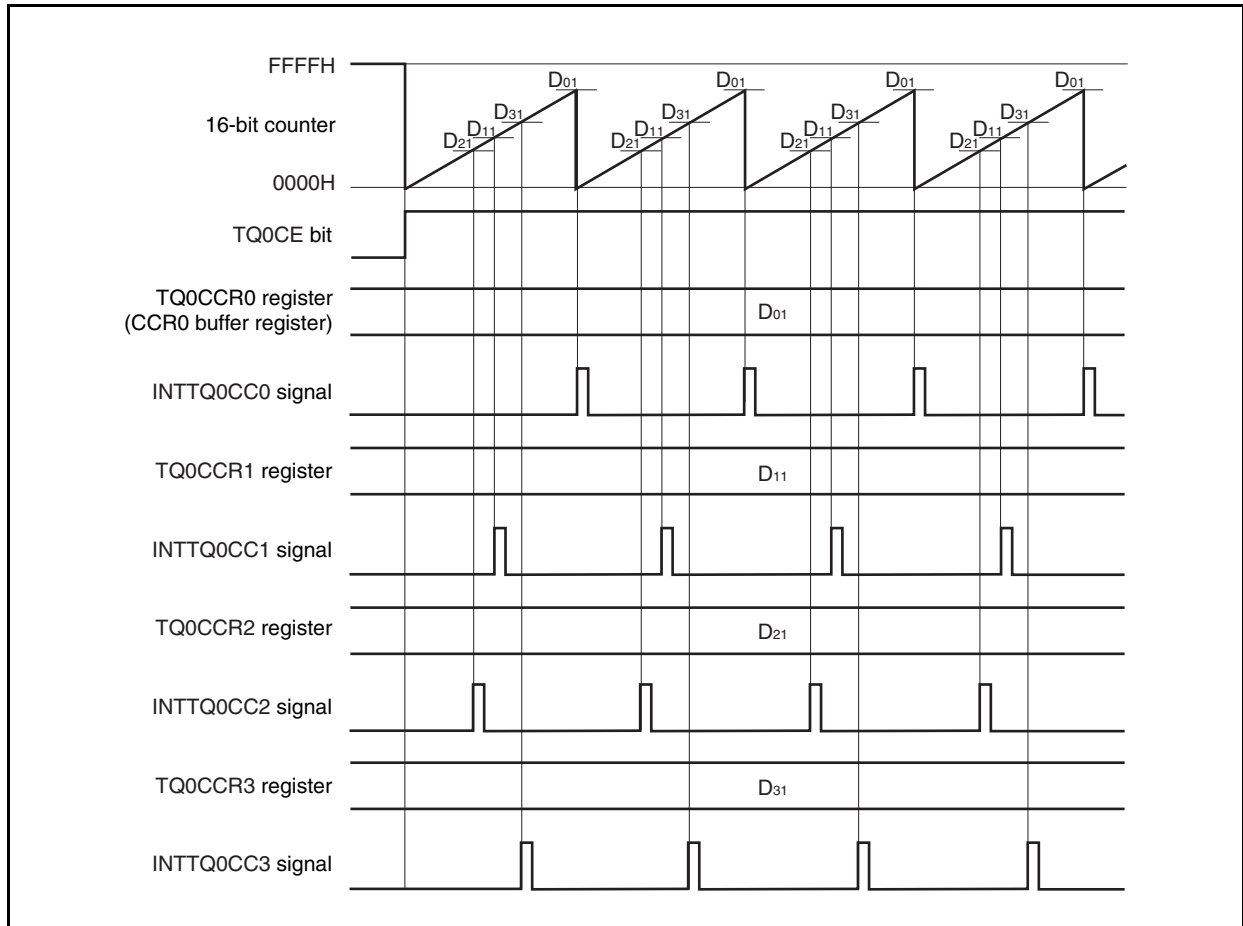 FFFFH
D01 D01 D01 D01
D31 D31 D31 D31
16-bit counter
D11 D11 D11 D11
D21 D21 D21 D21
0000H
TQ0CE bit
TQ0CCR0 register
(CCR0 buffer register)
D01
INTTQ0CC0 signal
TQ0CCR1 register
D11
INTTQ0CC1 signal
TQ0CCR2 register
D21
INTTQ0CC2 signal
TQ0CCR3 register
D31
INTTQ0CC3 signal